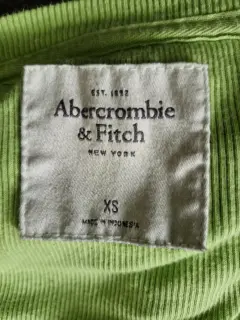 EST. 1892
Abercrombie
& Fitch
NEW YORK
XS
MADE IN INDONESIA